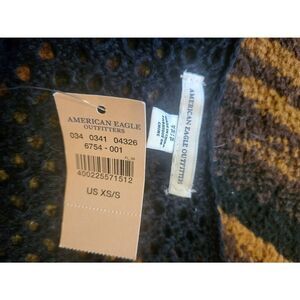 AMERICAN EAGLE
OUTFITTERS
034 0341 04326
6754 - 001
400225571512
US XS/S
AMERICAN EAGLE OUTFITTERS